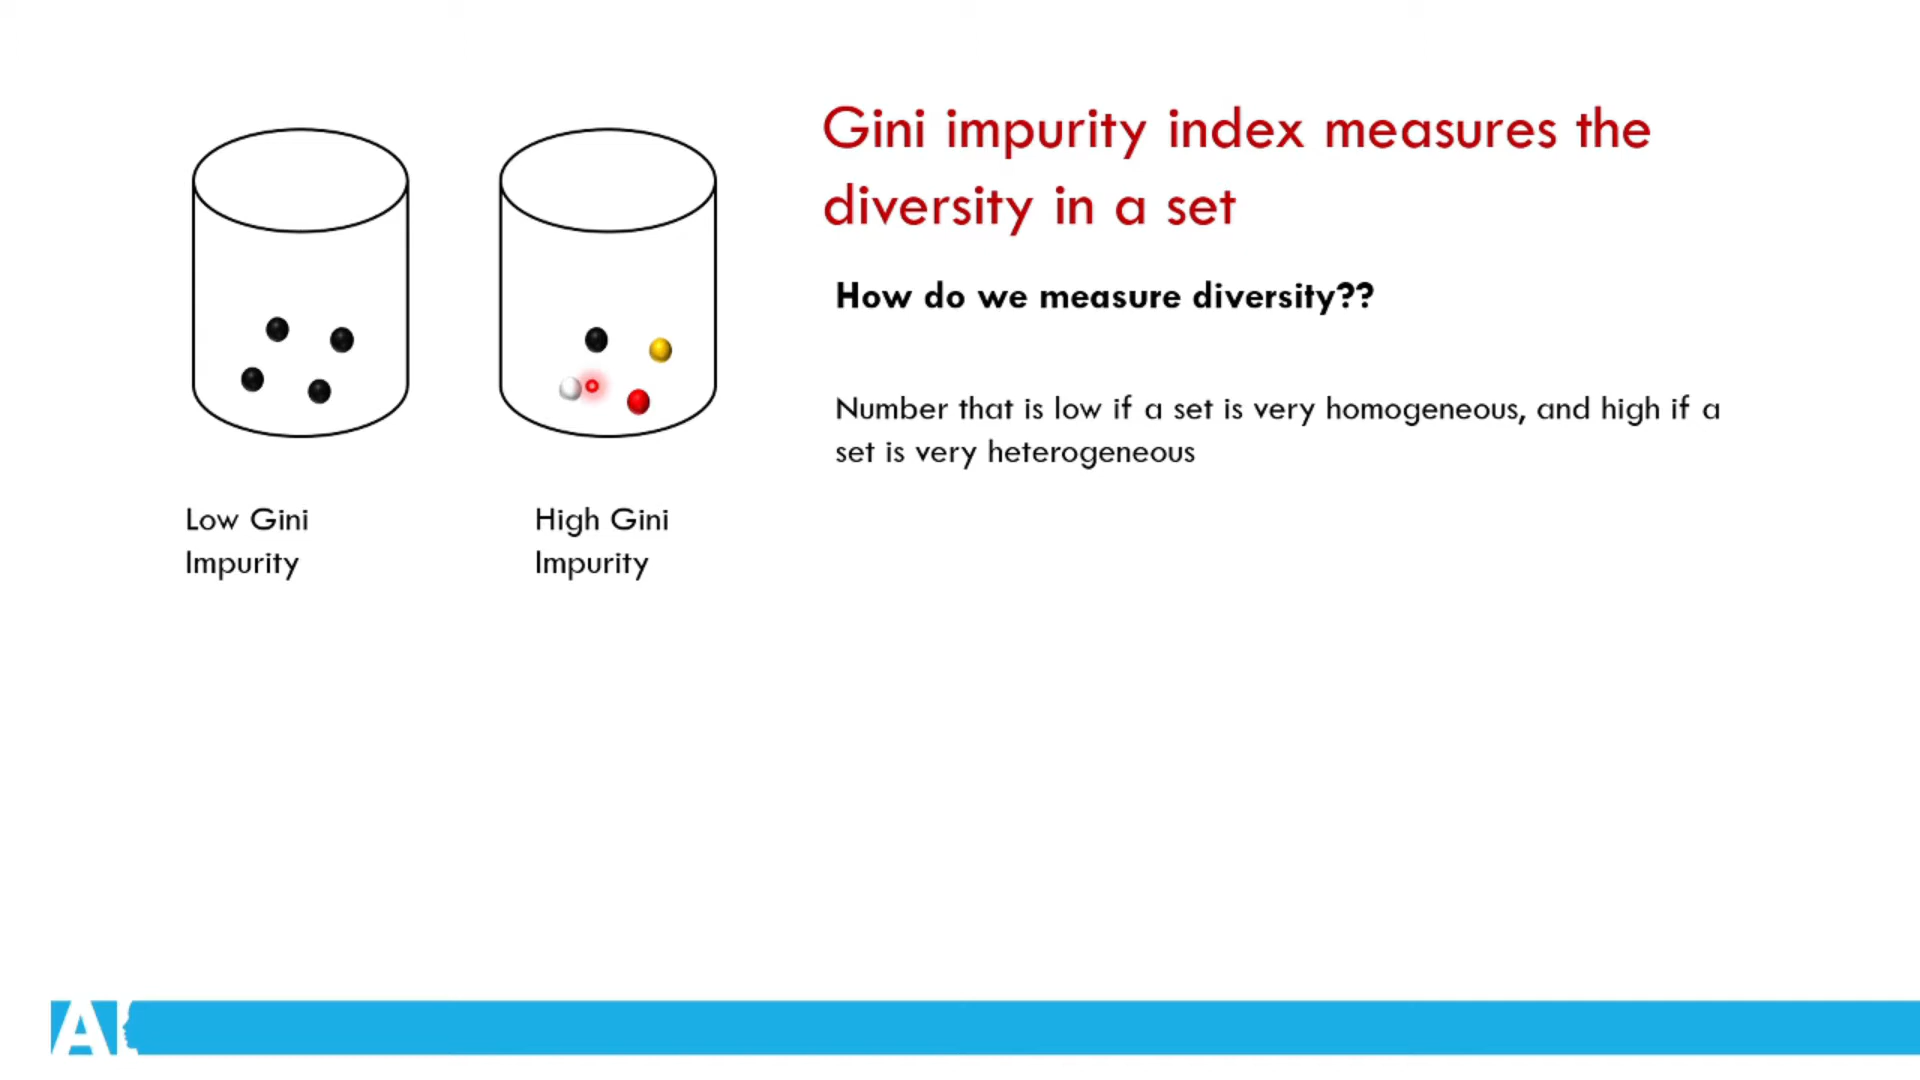 Gini impurity index measures the
diversity in a set
How do we measure diversity??
Number that is low if a set is very homogeneous, and high if a
set is very heterogeneous
Low Gini
Impurity
High Gini
Impurity
AI